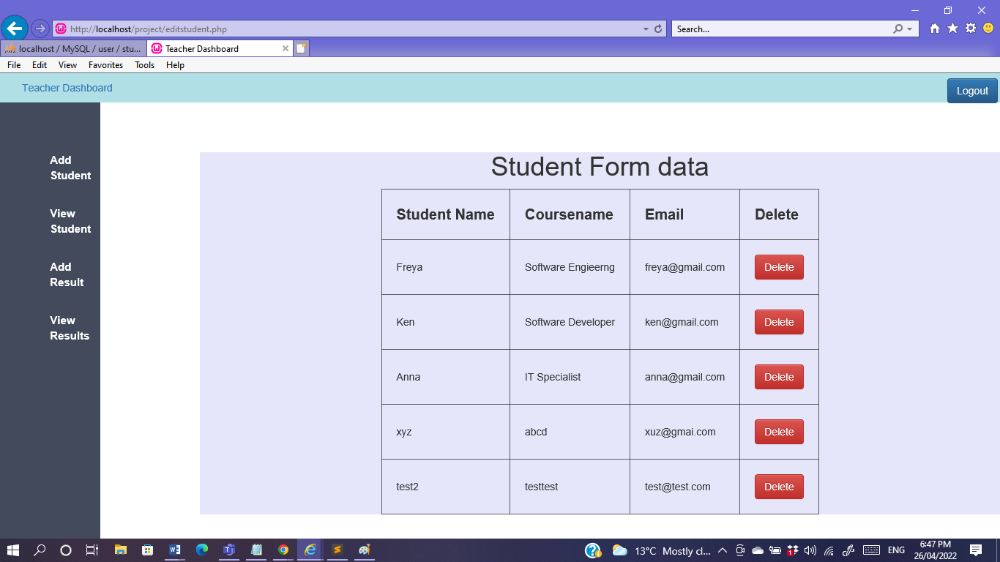 http://localhost/project/editstudent.php
Search...
localhost / MySQL / user / stu...
Teacher Dashboard
File Edit View Favorites Tools Help
Teacher Dashboard
Logout
Add
Student
View
Student
Add
Result
View
Results
Student Form data
Student Name Coursename Email Delete
Freya Software Engieerng freya@gmail.com Delete
Ken Software Developer ken@gmail.com Delete
Anna IT Specialist anna@gmail.com Delete
xyz abcd xuz@gmai.com Delete
test2 testtest test@test.com Delete
13°C Mostly cl... ENG
6:47 PM
26/04/2022